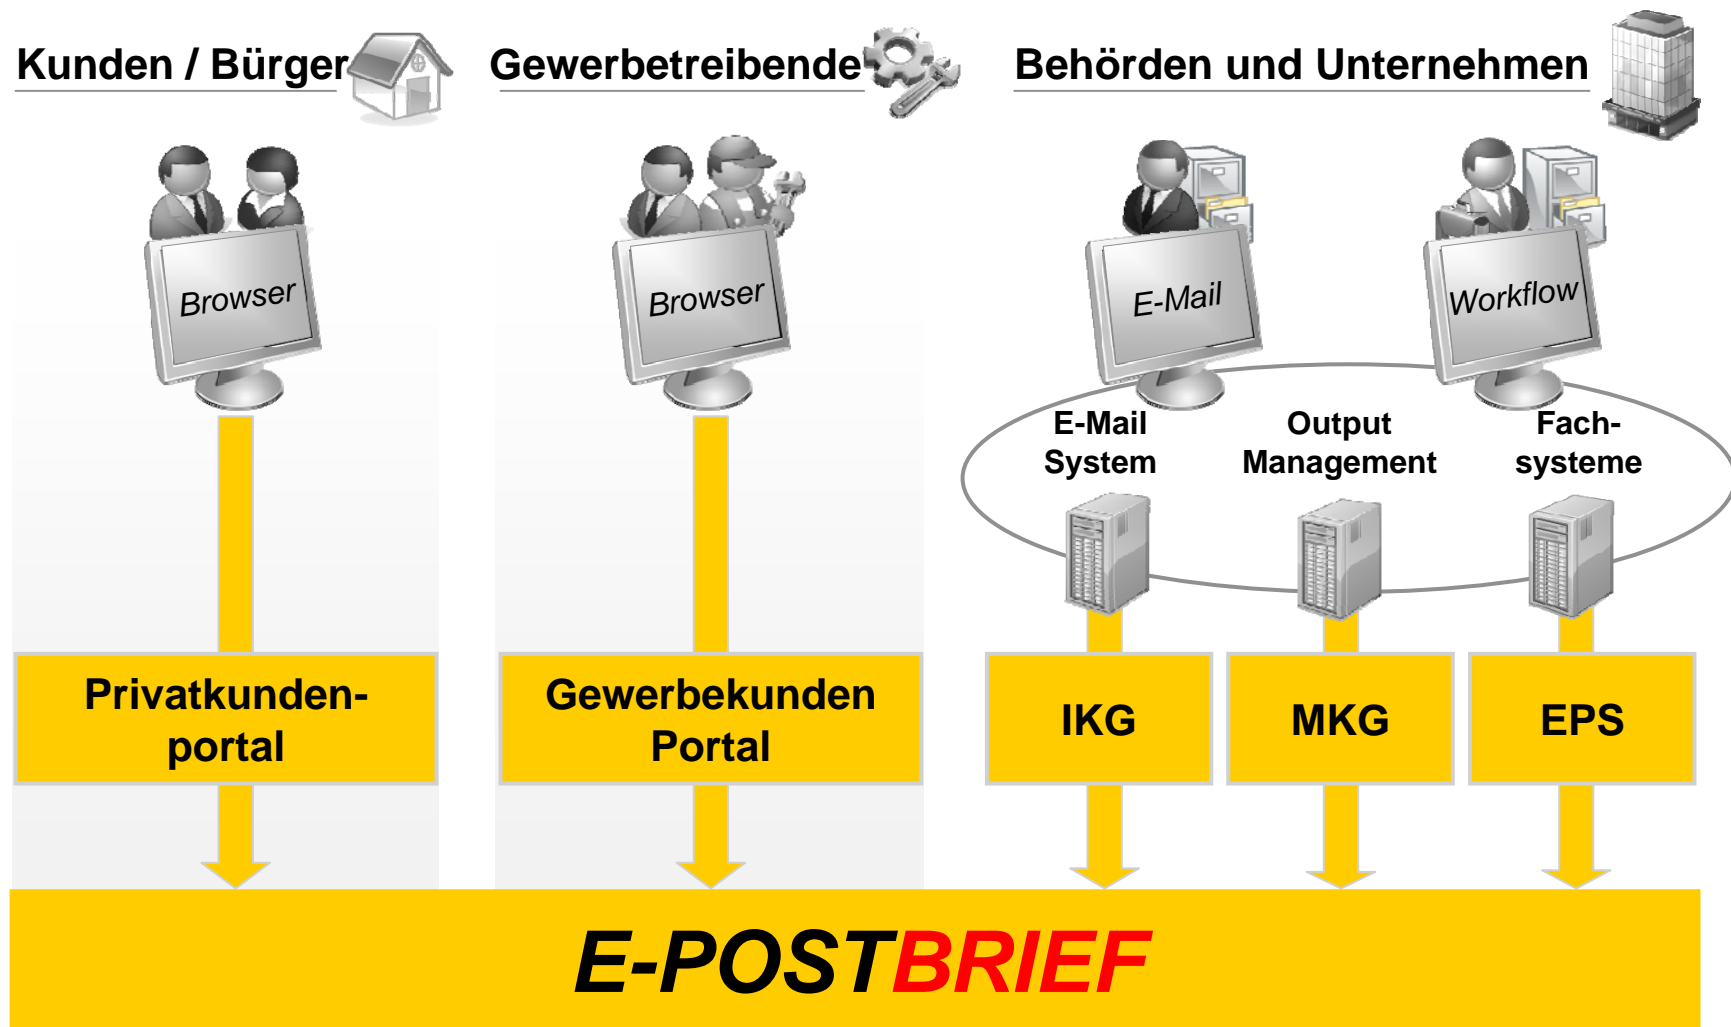 Kunden / Bürger
Gewerbetreibende
Behörden und Unternehmen
Browser
Browser
E-Mail
Workflow
E-Mail
System
Output
Management
Fach-
systeme
Privatkunden-
portal
Gewerbekunden
Portal
IKG
MKG
EPS
E-POSTBRIEF